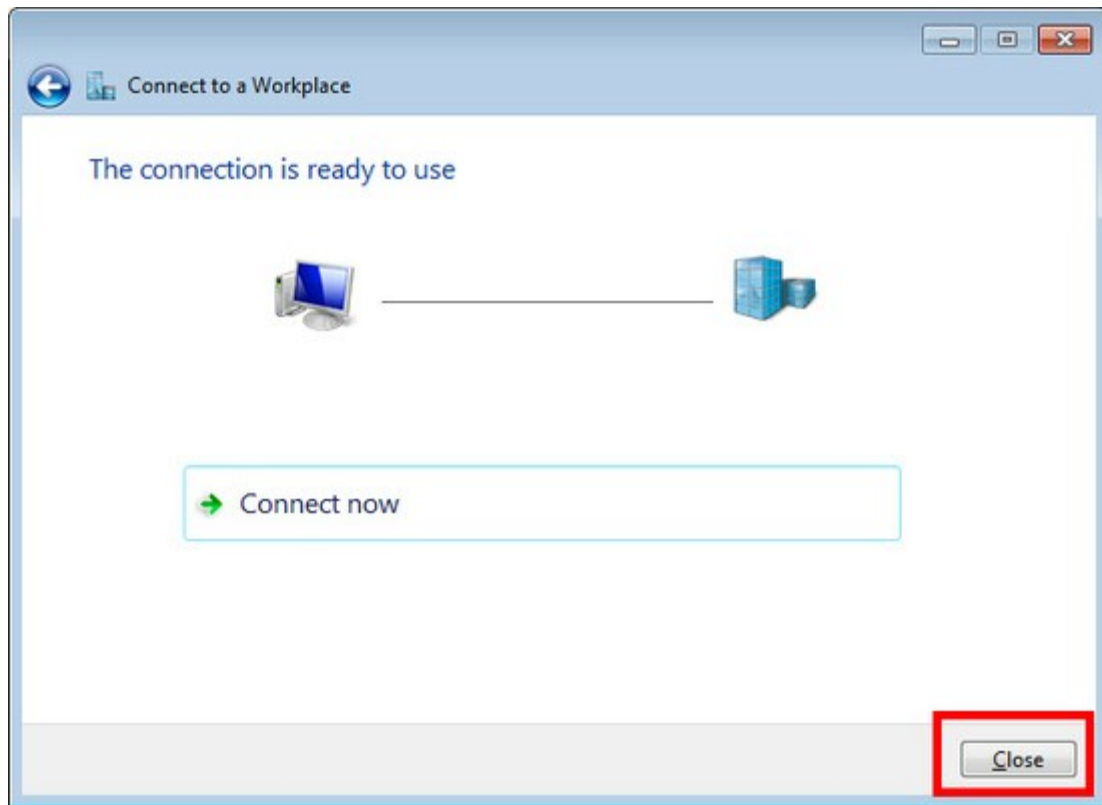 Connect to a Workplace
The connection is ready to use
Connect now
Close